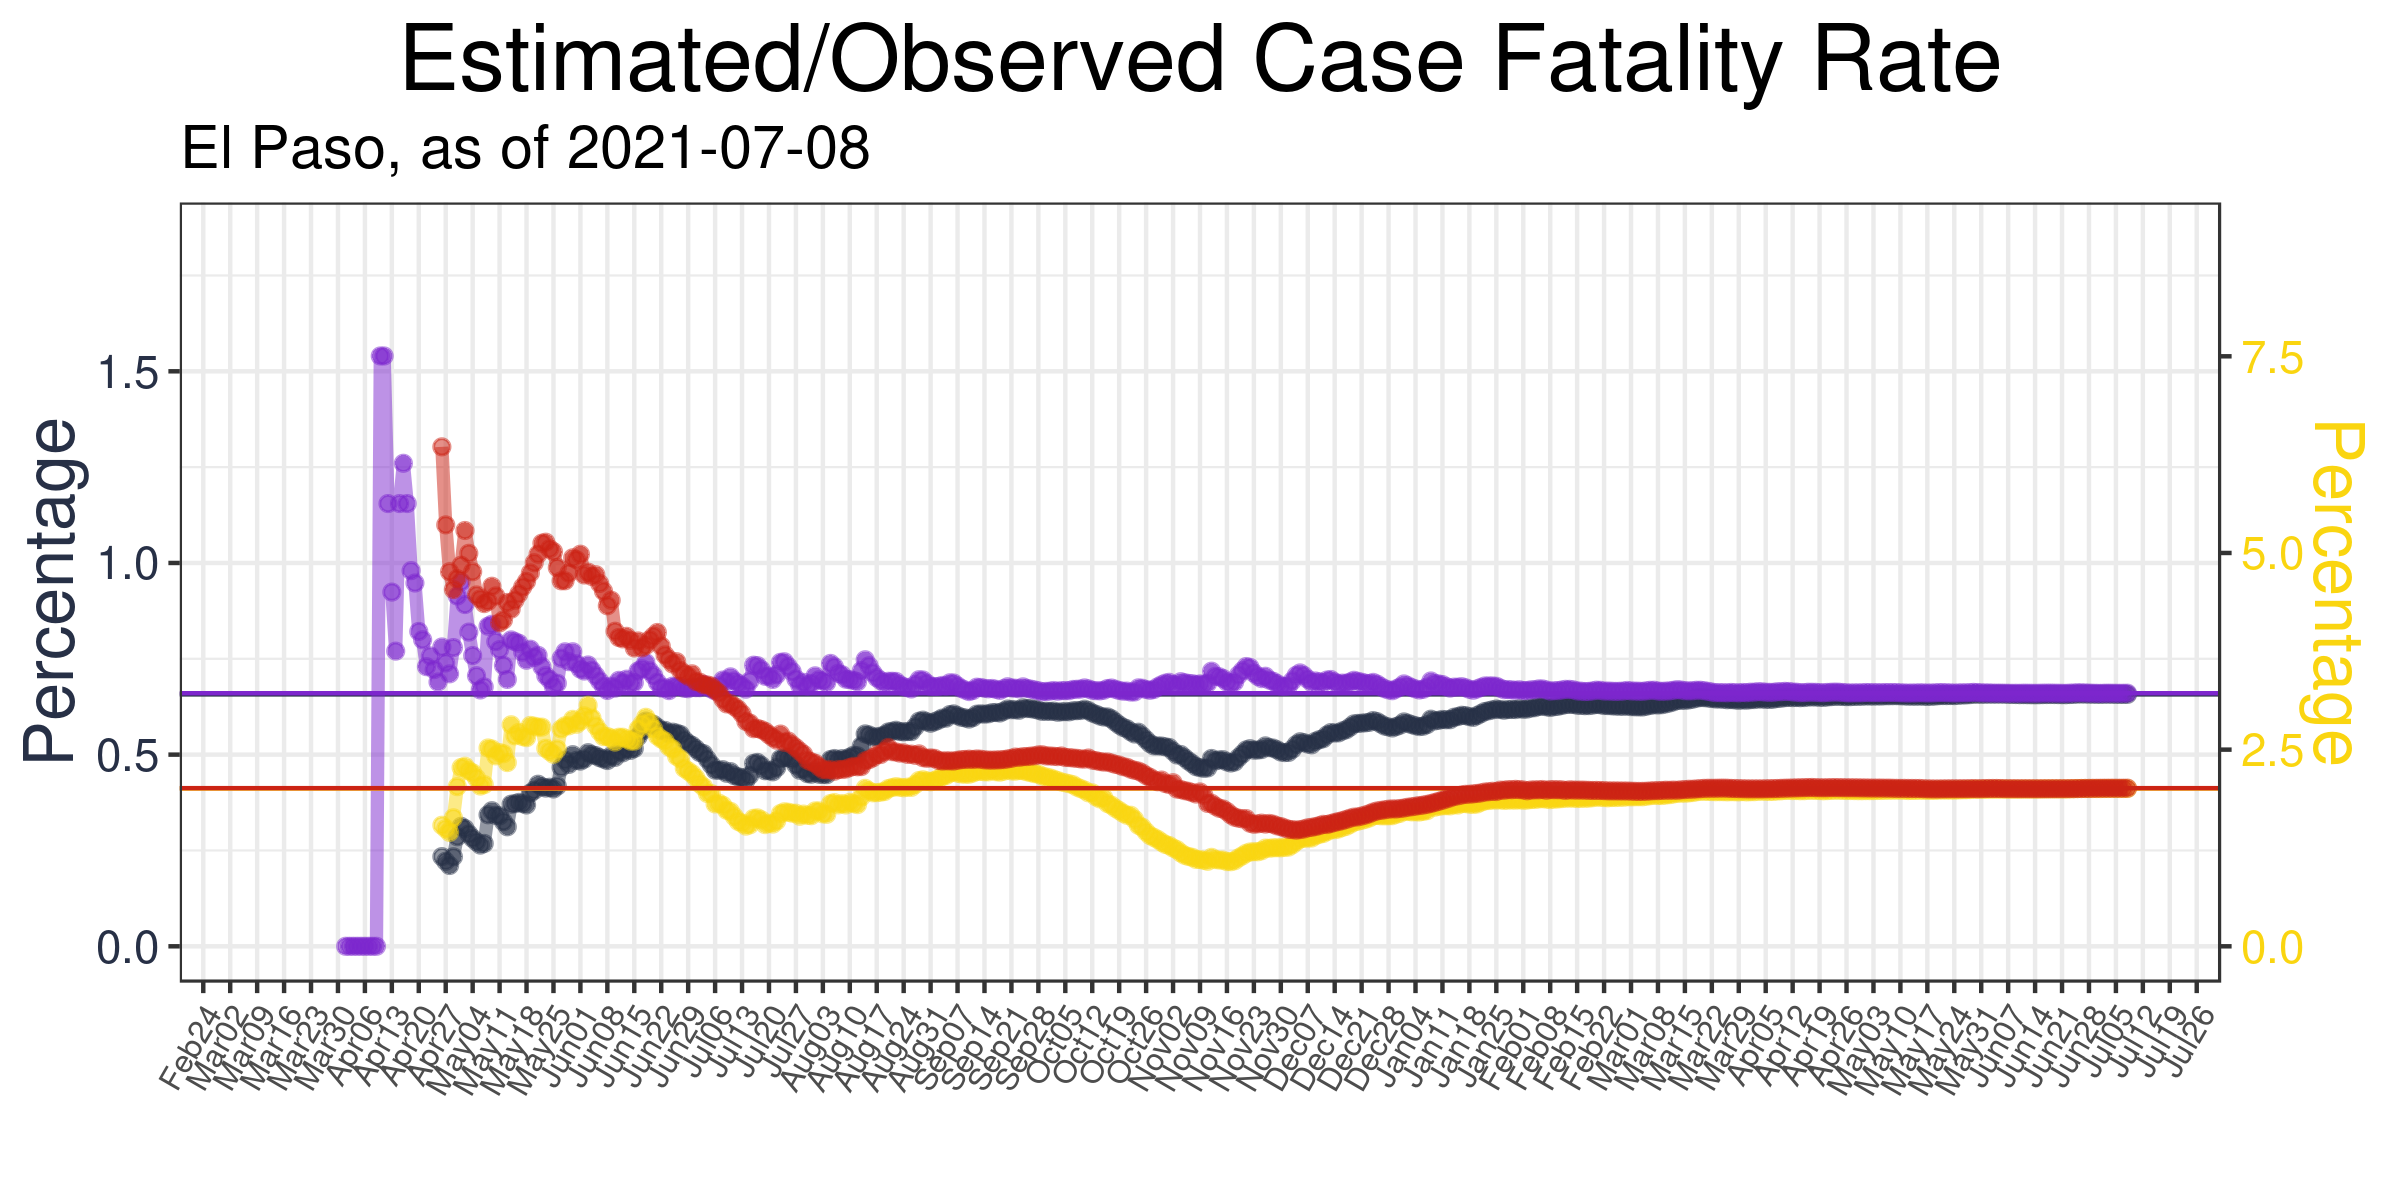 Estimated/Observed Case Fatality Rate
El Paso, as of 2021-07-08
Percentage
1.5
1.0
0.5
0.0
7.5
5.0
2.5
0.0
Percentage
Feb24
Mar02
Mar09
Mar16
Mar23
Mar30
Apr06
Apr13
Apr20
Apr27
May04
May11
May18
May25
Jun01
Jun08
Jun15
Jun22
Jun29
Jul06
Jul13
Jul20
Jul27
Aug03
Aug10
Aug17
Aug24
Aug31
Sep07
Sep14
Sep21
Sep28
Oct05
Oct12
Oct19
Oct26
Nov02
Nov09
Nov16
Nov23
Nov30
Dec07
Dec14
Dec21
Dec28
Jan04
Jan11
Jan18
Jan25
Feb01
Feb08
Feb15
Feb22
Mar01
Mar08
Mar15
Mar22
Mar29
Apr05
Apr12
Apr19
Apr26
May03
May10
May17
May24
May31
Jun07
Jun14
Jun21
Jun28
Jul05
Jul12
Jul19
Jul26